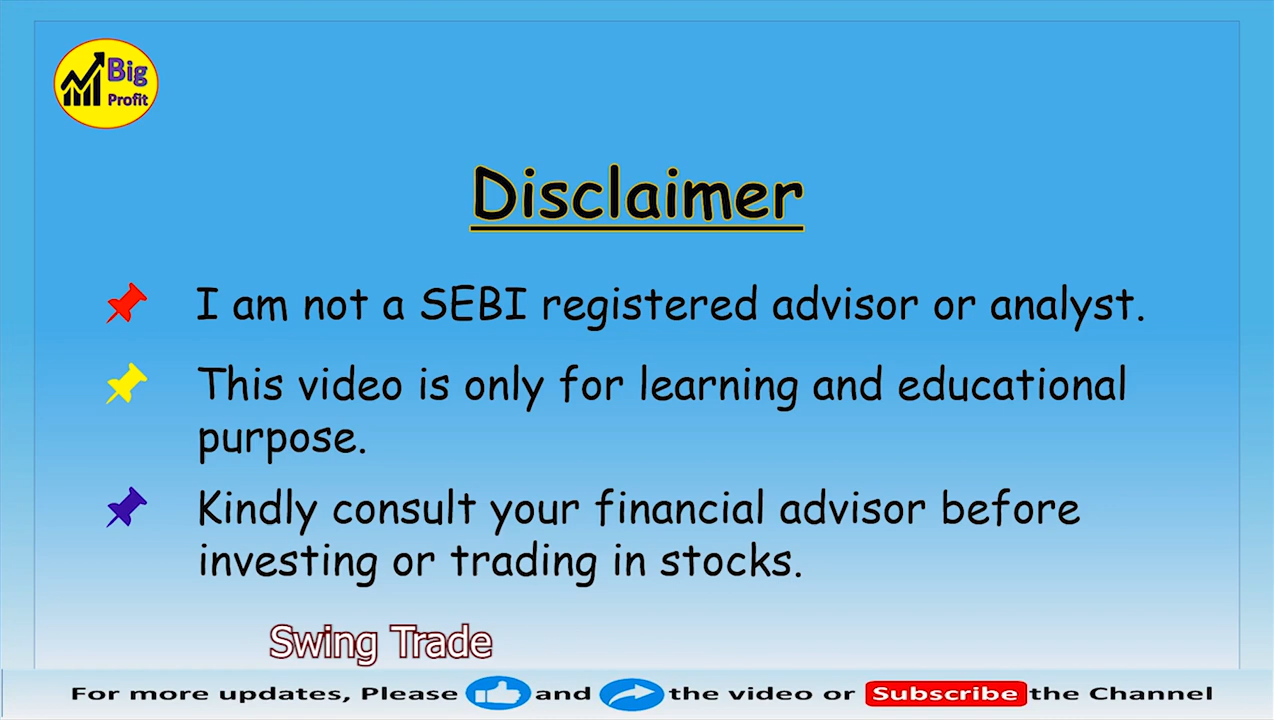 Big
Profit
Disclaimer
I am not a SEBI registered advisor or analyst.
This video is only for learning and educational
purpose.
Kindly consult your financial advisor before
investing or trading in stocks.
Swing Trade
For more updates, Please and the video or Subscribe the Channel